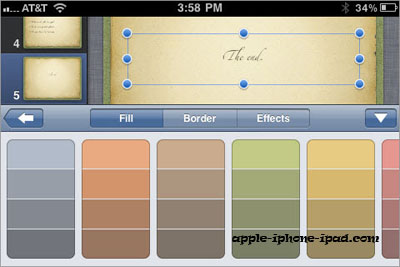 AT&T 3:58 PM 34%
4
The end.
5
Fill Border Effects
apple-iphone-ipad.com